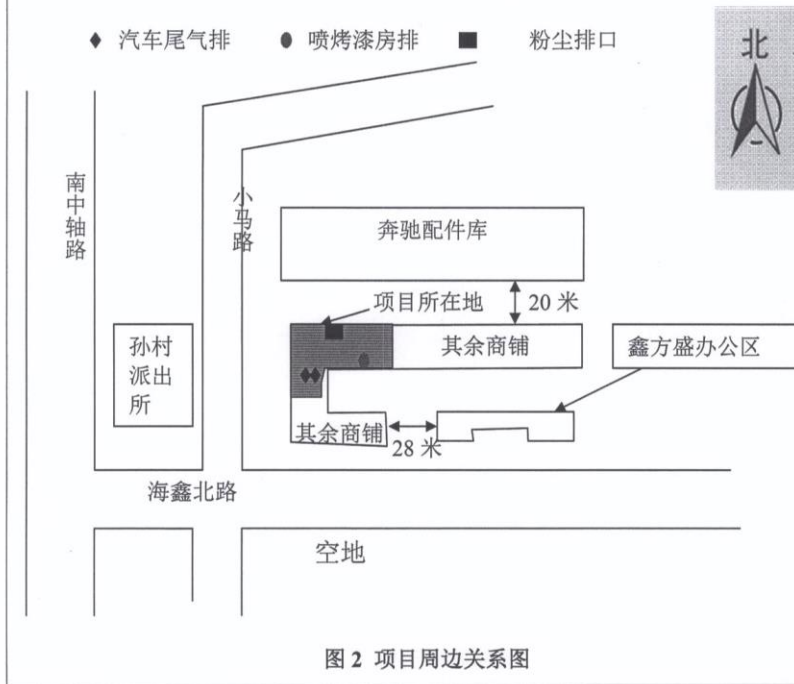 汽车尾气排
喷烤漆房排
粉尘排口
北
南中轴路
小马路
奔驰配件库
项目所在地
20 米
孙村
派出
所
其余商铺
鑫方盛办公区
其余商铺
28 米
海鑫北路
空地
图 2 项目周边关系图